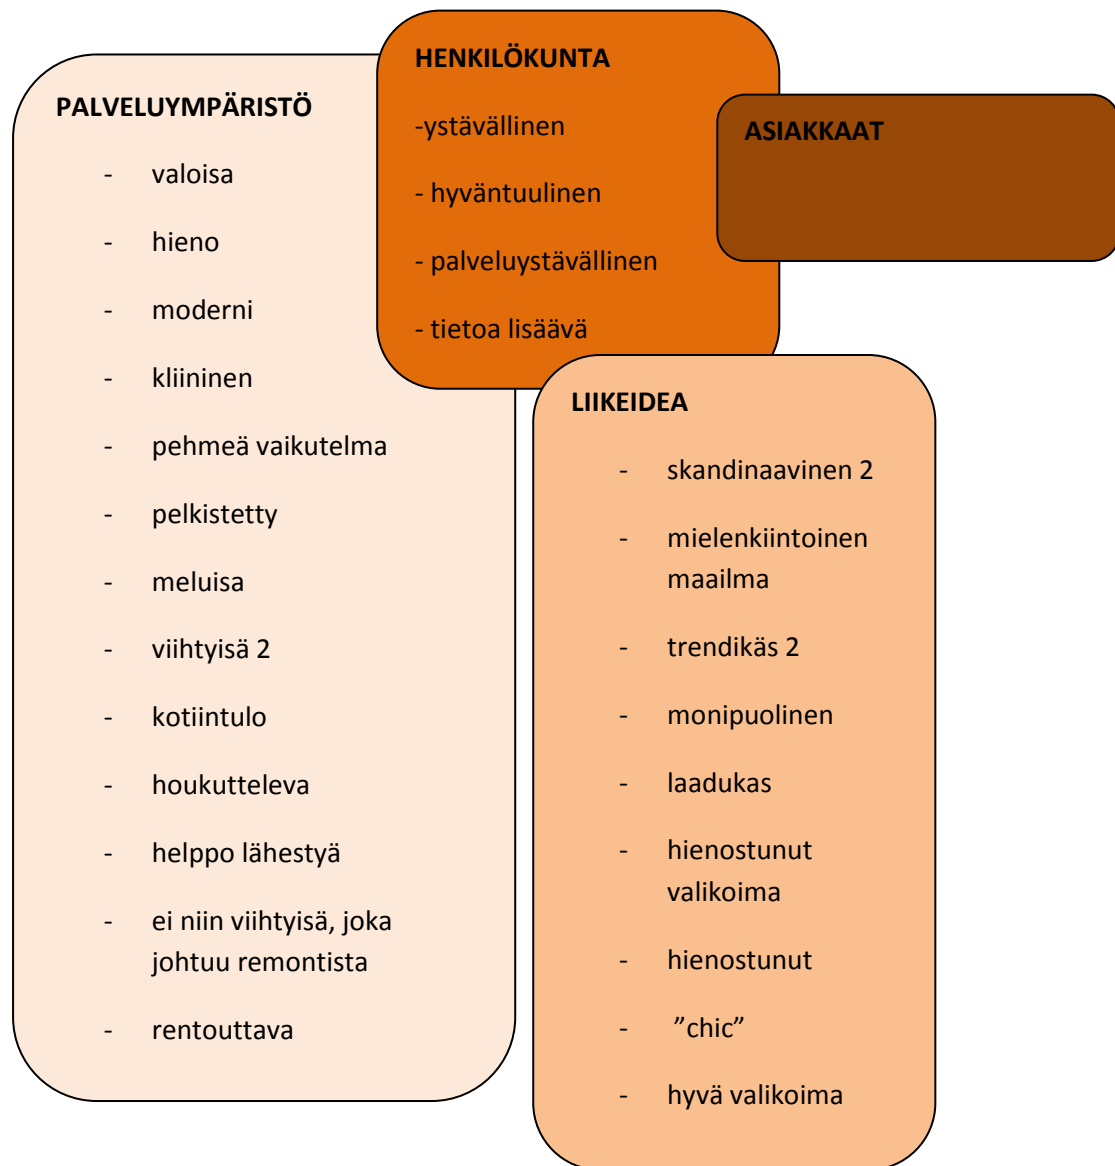 PALVELUYMPÄRISTÖ
- valoisa
- hieno
- moderni
- kliininen
- pehmeä vaikutelma
- pelkistetty
- meluisa
- viihtyisä 2
- kotiintulo
- houkutteleva
- helppo lähestyä
- ei niin viihtyisä, joka
johtuu remontista
- rentouttava
HENKILÖKUNTA
-ystävällinen
- hyväntuulinen
- palveluystävällinen
- tietoa lisäävä
ASIAKKAAT
LIIKEIDEA
- skandinaavinen 2
- mielenkiintoinen
maailma
- trendikäs 2
- monipuolinen
- laadukas
- hienostunut
valikoima
- hienostunut
- ”chic”
- hyvä valikoima